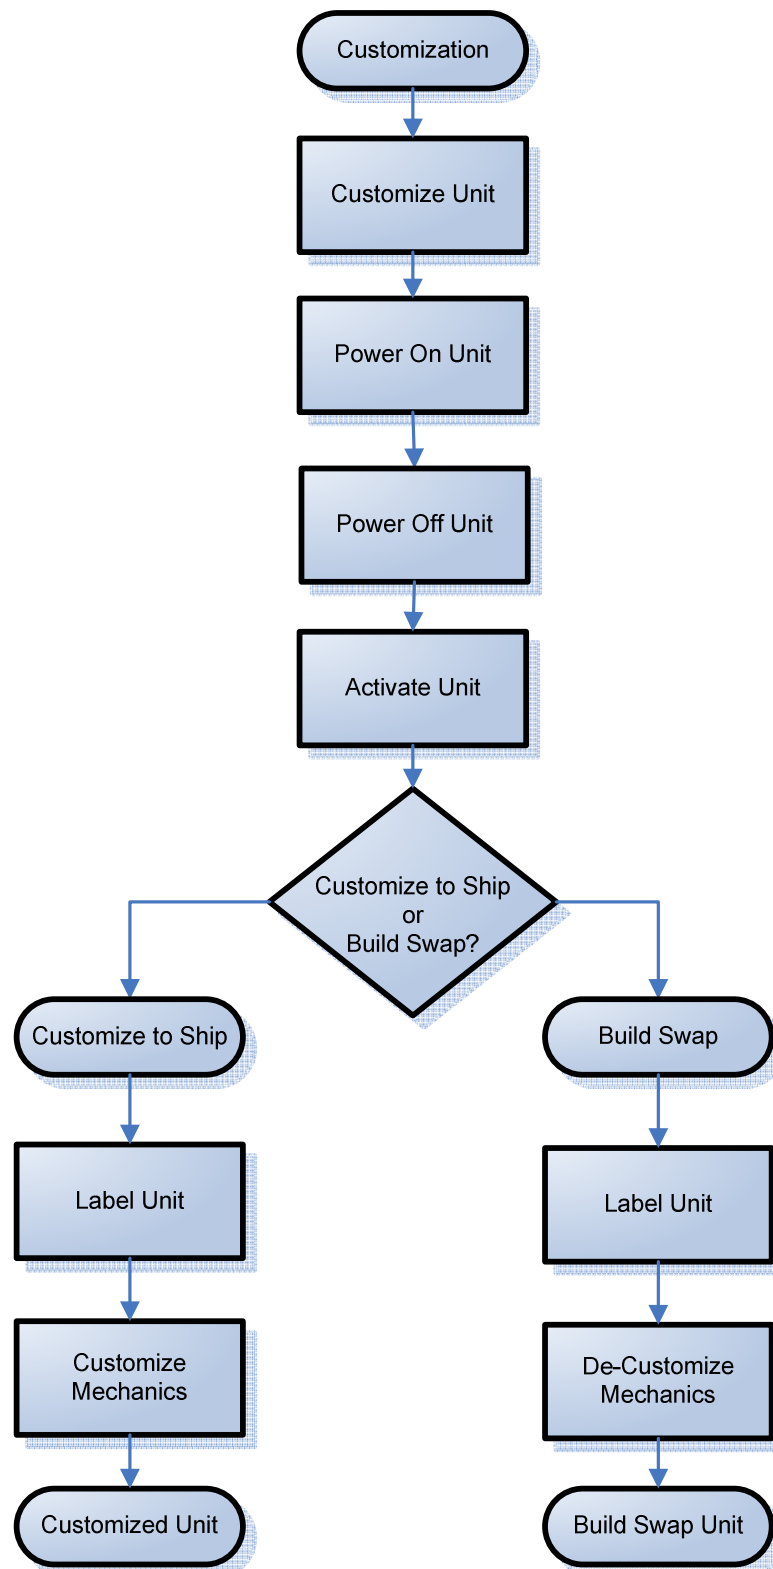 Customization
Customize Unit
Power On Unit
Power Off Unit
Activate Unit
Customize to Ship
or
Build Swap?
Customize to Ship
Build Swap
Label Unit
Label Unit
Customize
Mechanics
De-Customize
Mechanics
Customized Unit
Build Swap Unit